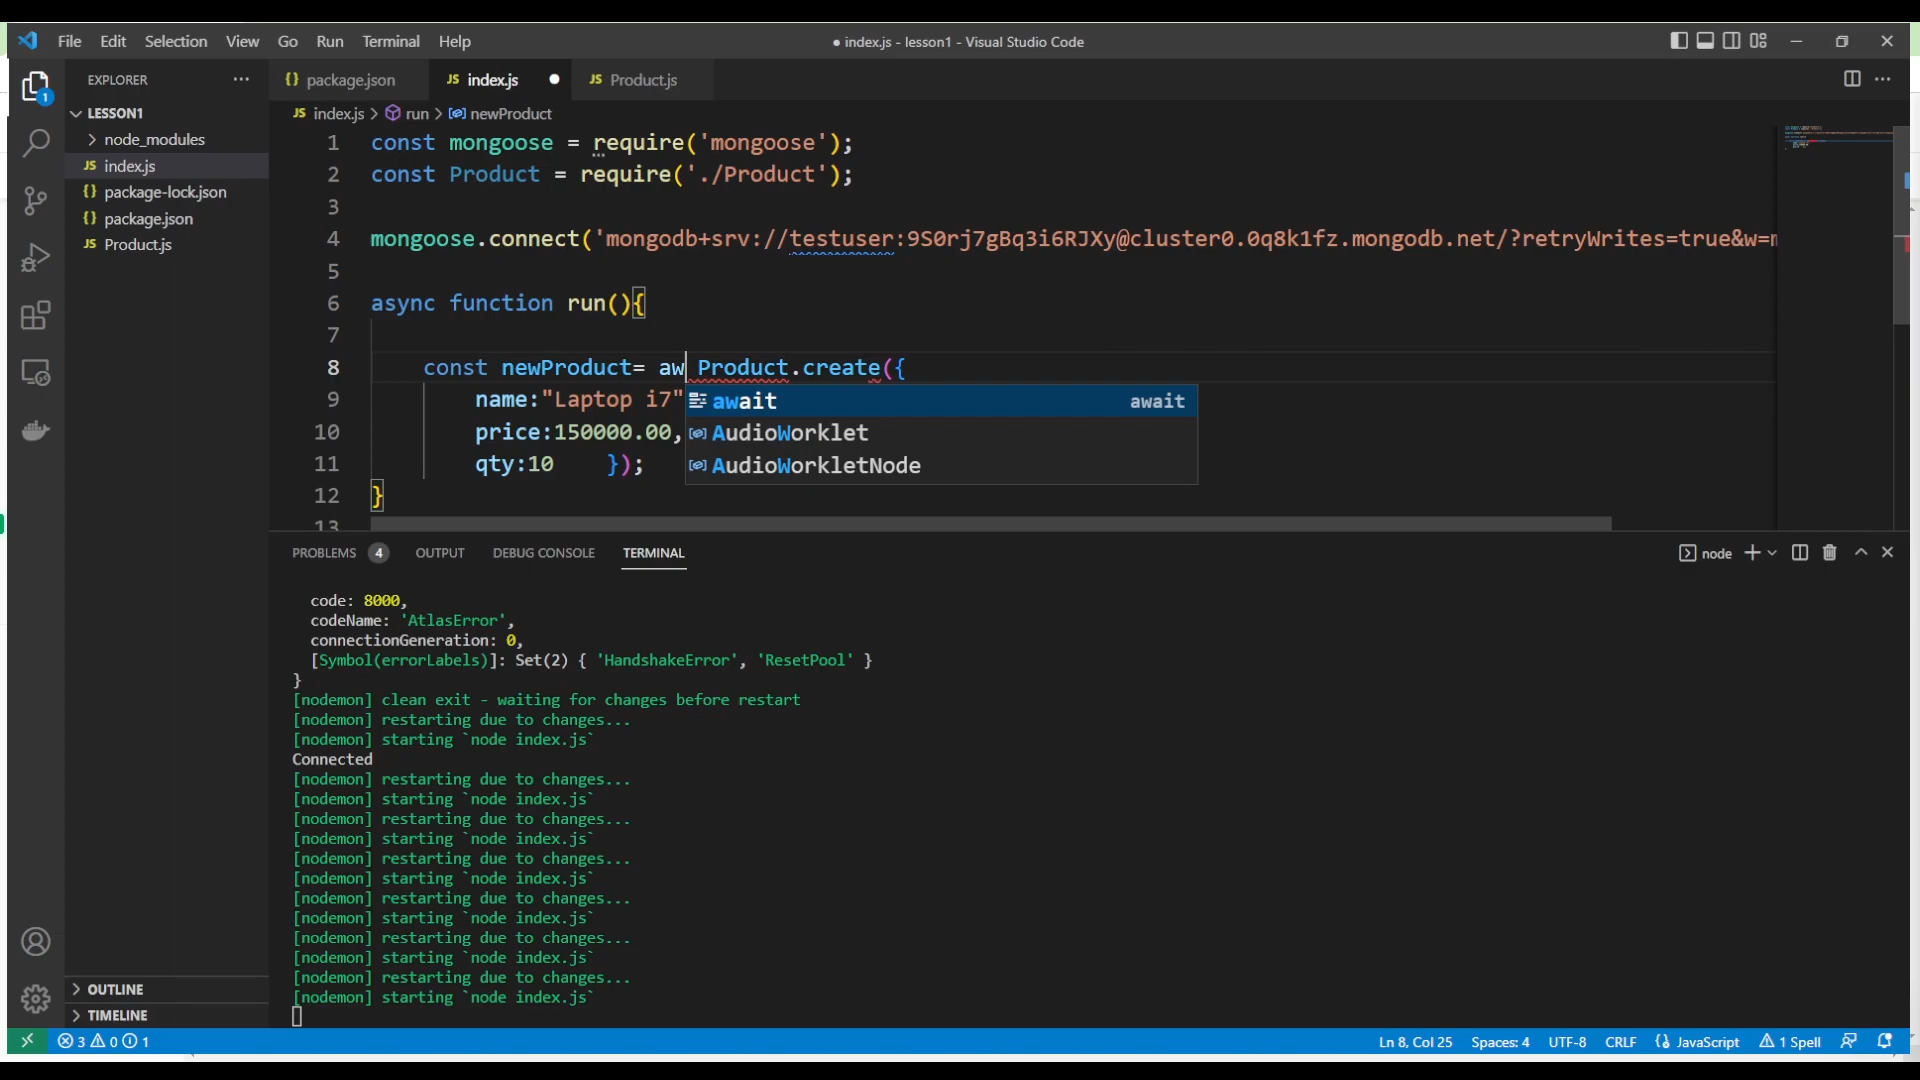 File Edit Selection View Go Run Terminal Help
● index.js - lesson1 - Visual Studio Code
EXPLORER ···
1
LESSON1
node_modules
JS index.js
{} package-lock.json
{} package.json
JS Product.js
OUTLINE
TIMELINE
{} package.json JS index.js ● JS Product.js
JS index.js > run > newProduct
1 const mongoose = require('mongoose');
2 const Product = require('./Product');
3
4 mongoose.connect('mongodb+srv://testuser:9S0rj7gBq3i6RJXy@cluster0.0q8k1fz.mongodb.net/?retryWrites=true&w=m
5
6 async function run(){
7
8 const newProduct= aw Product.create({
9 name:"Laptop i7"
10 price:150000.00,
11 qty:10 });
12 }
13
await await
AudioWorklet
AudioWorkletNode
PROBLEMS 4 OUTPUT DEBUG CONSOLE TERMINAL
node
code: 8000,
codeName: 'AtlasError',
connectionGeneration: 0,
[Symbol(errorLabels)]: Set(2) { 'HandshakeError', 'ResetPool' }
}
[nodemon] clean exit - waiting for changes before restart
[nodemon] restarting due to changes...
[nodemon] starting `node index.js`
Connected
[nodemon] restarting due to changes...
[nodemon] starting `node index.js`
[nodemon] restarting due to changes...
[nodemon] starting `node index.js`
[nodemon] restarting due to changes...
[nodemon] starting `node index.js`
[nodemon] restarting due to changes...
[nodemon] starting `node index.js`
[nodemon] restarting due to changes...
[nodemon] starting `node index.js`
[nodemon] restarting due to changes...
[nodemon] starting `node index.js`
3 0 1
Ln 8, Col 25 Spaces: 4 UTF-8 CRLF {} JavaScript 1 Spell